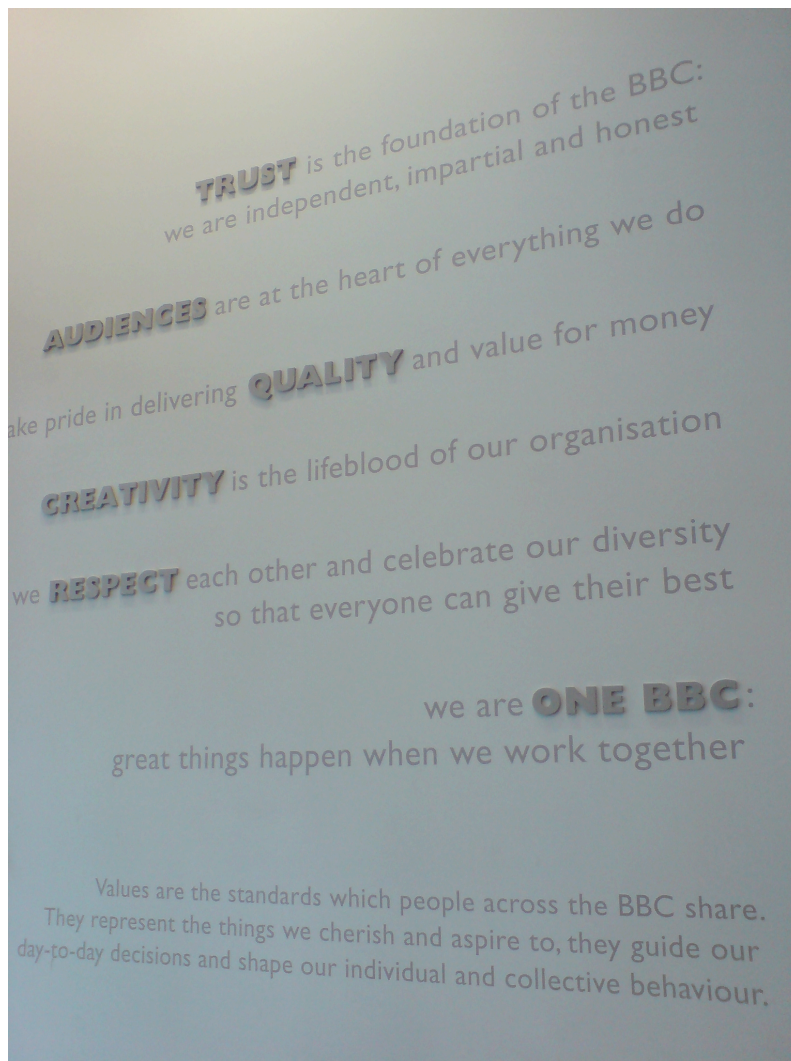 TRUST is the foundation of the BBC:
we are independent, impartial and honest
AUDIENCES are at the heart of everything we do
ake pride in delivering QUALITY and value for money
CREATIVITY is the lifeblood of our organisation
we RESPECT each other and celebrate our diversity
so that everyone can give their best
we are ONE BBC:
great things happen when we work together
Values are the standards which people across the BBC share.
They represent the things we cherish and aspire to, they guide our
day-to-day decisions and shape our individual and collective behaviour.